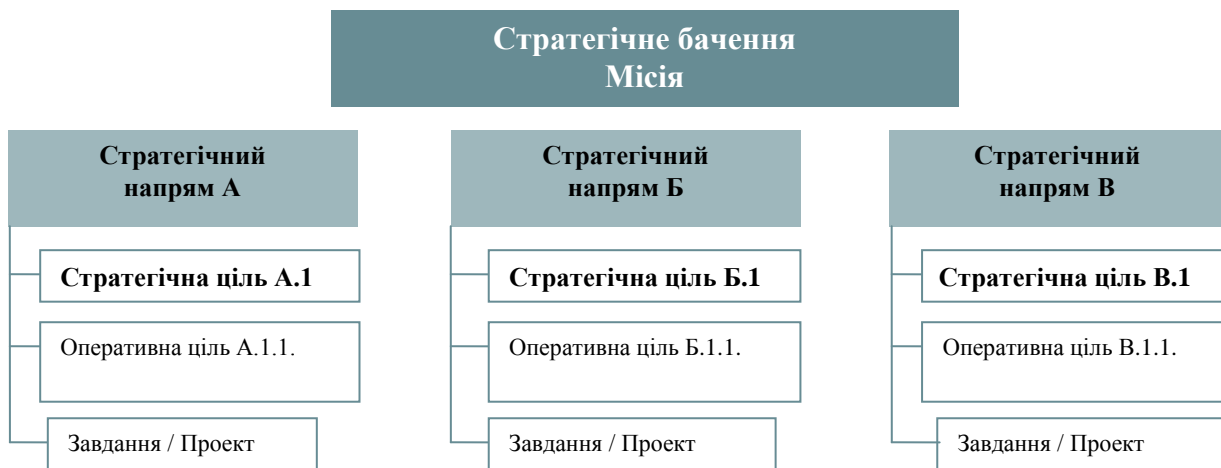 Стратегічне бачення
Місія
Стратегічний
напрям А
Стратегічна ціль А.1
Оперативна ціль А.1.1.
Завдання / Проект
Стратегічний
напрям Б
Стратегічна ціль Б.1
Оперативна ціль Б.1.1.
Завдання / Проект
Стратегічний
напрям В
Стратегічна ціль В.1
Оперативна ціль В.1.1.
Завдання / Проект